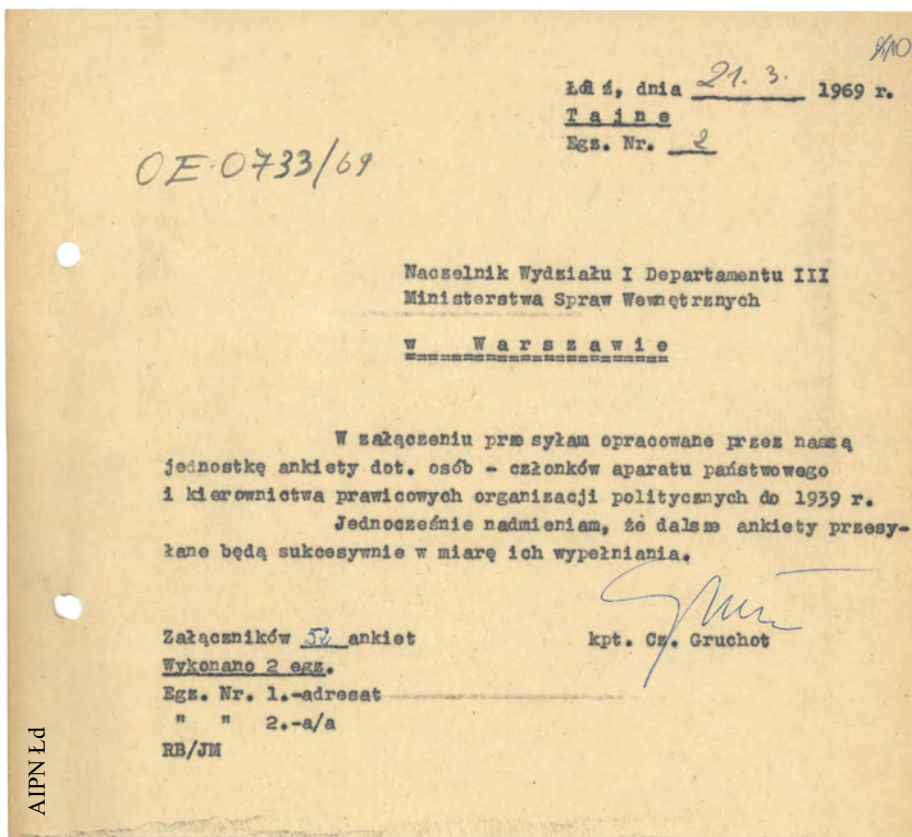 Łódź, dnia 21. 3. 1969 r.
Tajne
Egz. Nr. 2
OE-0733/69
Naczelnik Wydziału I Departamentu III
Ministerstwa Spraw Wewnętrznych
w Warszawie
W załączeniu przesyłam opracowane przez naszą
jednostkę ankiety dot. osób - członków aparatu państwowego
i kierownictwa prawicowych organizacji politycznych do 1939 r.
Jednocześnie nadmieniam, że dalsze ankiety przesy-
łane będą sukcesywnie w miarę ich wypełniania.
Załączników 52 ankiet
kpt. Cz. Gruchot
Wykonano 2 egz.
Egz. Nr. 1.-adresat
" " 2.-a/a
RB/JM
AIPN Łd